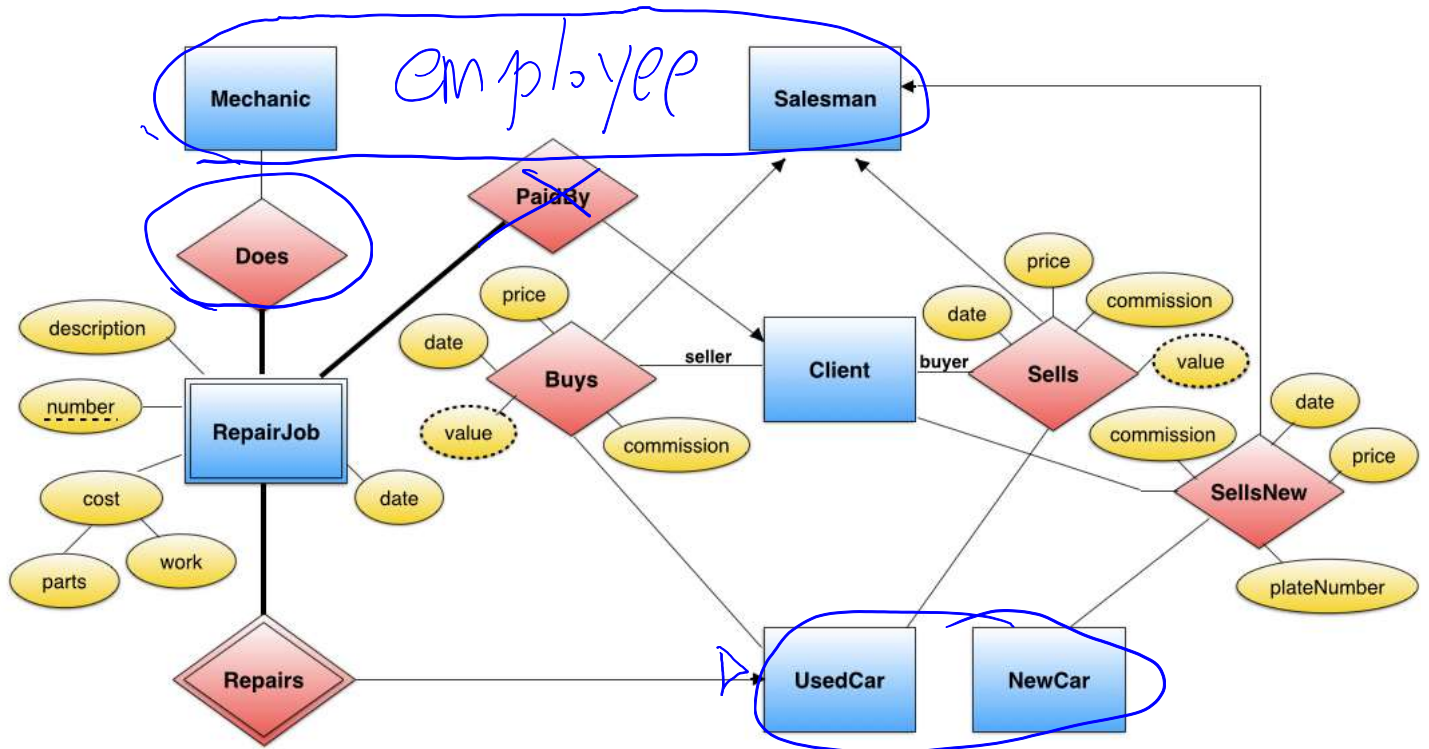 employee
Mechanic
Salesman
PaidBy
Does
price
price
commission
description
date
date
seller
Client
buyer
Sells
value
Buys
number
RepairJob
value
commission
commission
date
price
SellsNew
cost
date
parts
work
plateNumber
Repairs
UsedCar
NewCar